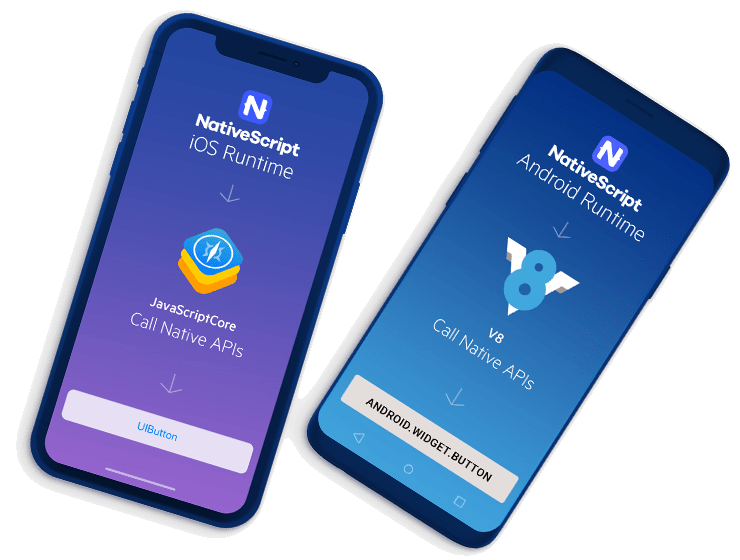 NativeScript
iOS Runtime
JavaScriptCore
Call Native APIs
UIButton
NativeScript
Android Runtime
V8
Call Native APIs
ANDROID.WIDGET.BUTTON